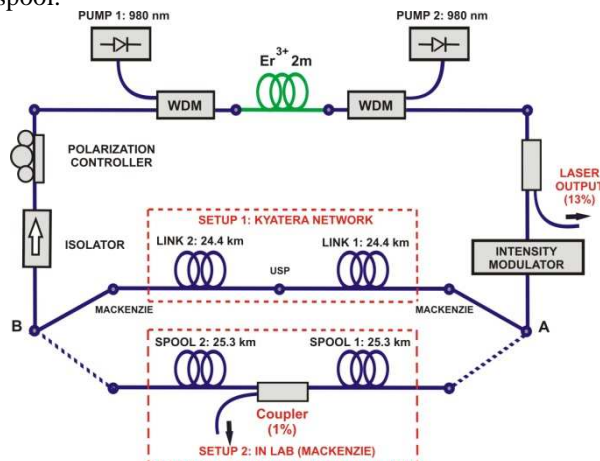 spool.
PUMP 1: 980 nm
PUMP 2: 980 nm
Er3+ 2m
WDM
WDM
POLARIZATION
CONTROLLER
LASER
OUTPUT
(13%)
SETUP 1: KYATERA NETWORK
ISOLATOR
LINK 2: 24.4 km
LINK 1: 24.4 km
INTENSITY
MODULATOR
USP
MACKENZIE
MACKENZIE
B
A
SPOOL 2: 25.3 km
SPOOL 1: 25.3 km
Coupler
(1%)
SETUP 2: IN LAB (MACKENZIE)